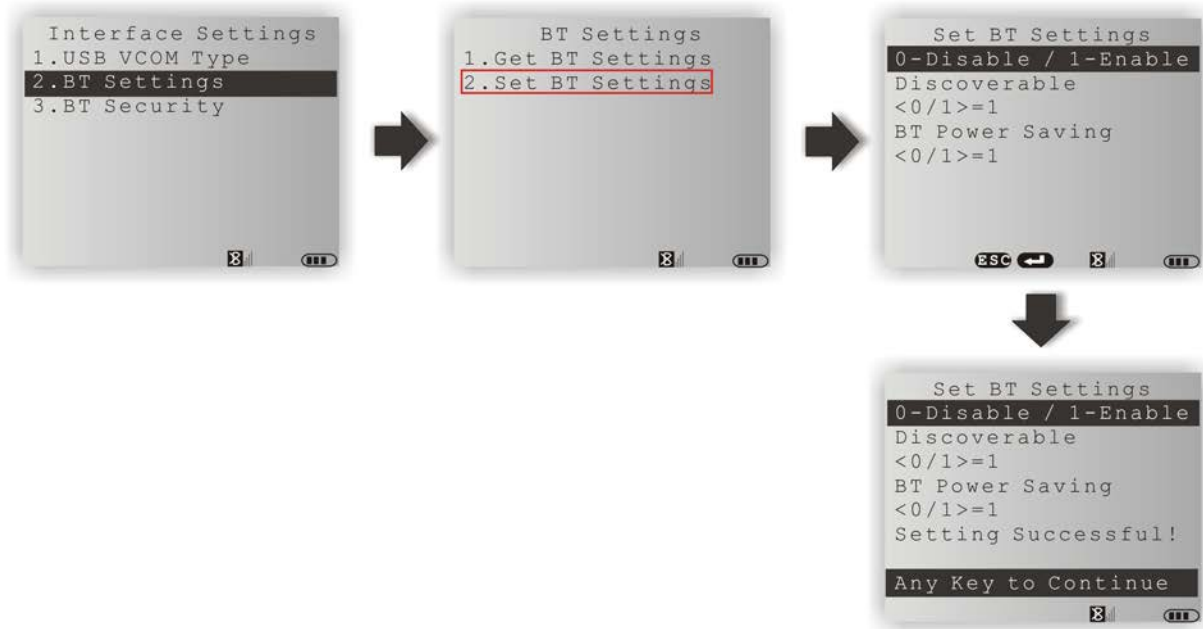 Interface Settings
1.USB VCOM Type
2.BT Settings
3.BT Security
BT Settings
1.Get BT Settings
2.Set BT Settings
Set BT Settings
0-Disable / 1-Enable
Discoverable
<0/1>=1
BT Power Saving
<0/1>=1
ESC
Set BT Settings
0-Disable / 1-Enable
Discoverable
<0/1>=1
BT Power Saving
<0/1>=1
Setting Successful!
Any Key to Continue